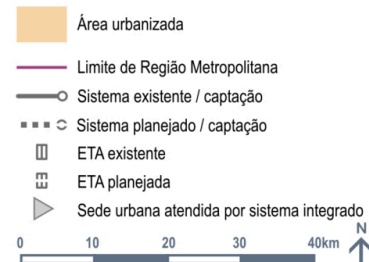 Área urbanizada
Limite de Região Metropolitana
Sistema existente / captação
Sistema planejado / captação
ETA existente
ETA planejada
Sede urbana atendida por sistema integrado
N
0 10 20 30 40km